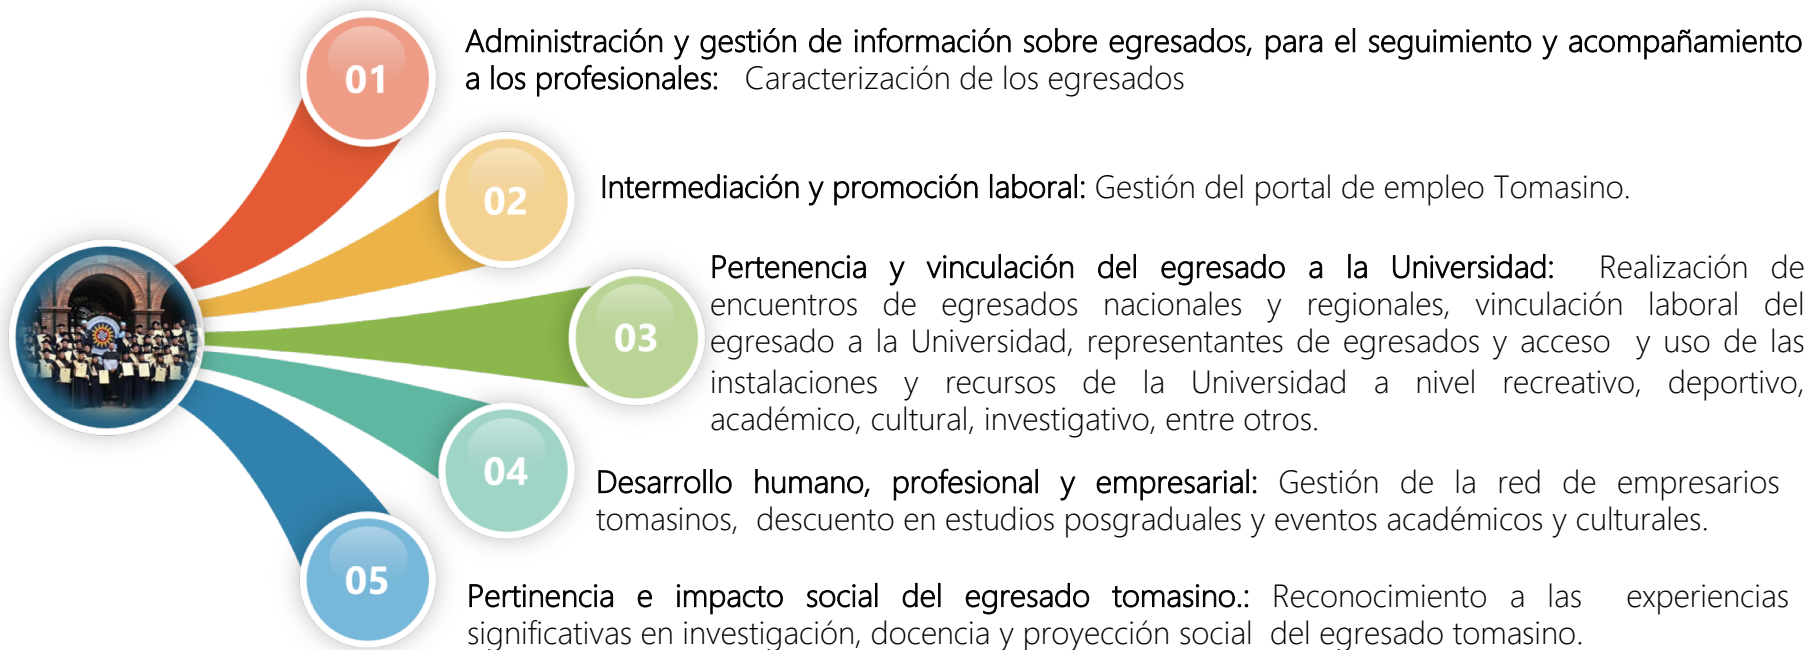 01
Administración y gestión de información sobre egresados, para el seguimiento y acompañamiento
a los profesionales: Caracterización de los egresados
02
Intermediación y promoción laboral: Gestión del portal de empleo Tomasino.
03
Pertenencia y vinculación del egresado a la Universidad: Realización de
encuentros de egresados nacionales y regionales, vinculación laboral del
egresado a la Universidad, representantes de egresados y acceso y uso de las
instalaciones y recursos de la Universidad a nivel recreativo, deportivo,
académico, cultural, investigativo, entre otros.
04
Desarrollo humano, profesional y empresarial: Gestión de la red de empresarios
tomasinos, descuento en estudios posgraduales y eventos académicos y culturales.
05
Pertinencia e impacto social del egresado tomasino.: Reconocimiento a las experiencias
significativas en investigación, docencia y proyección social del egresado tomasino.